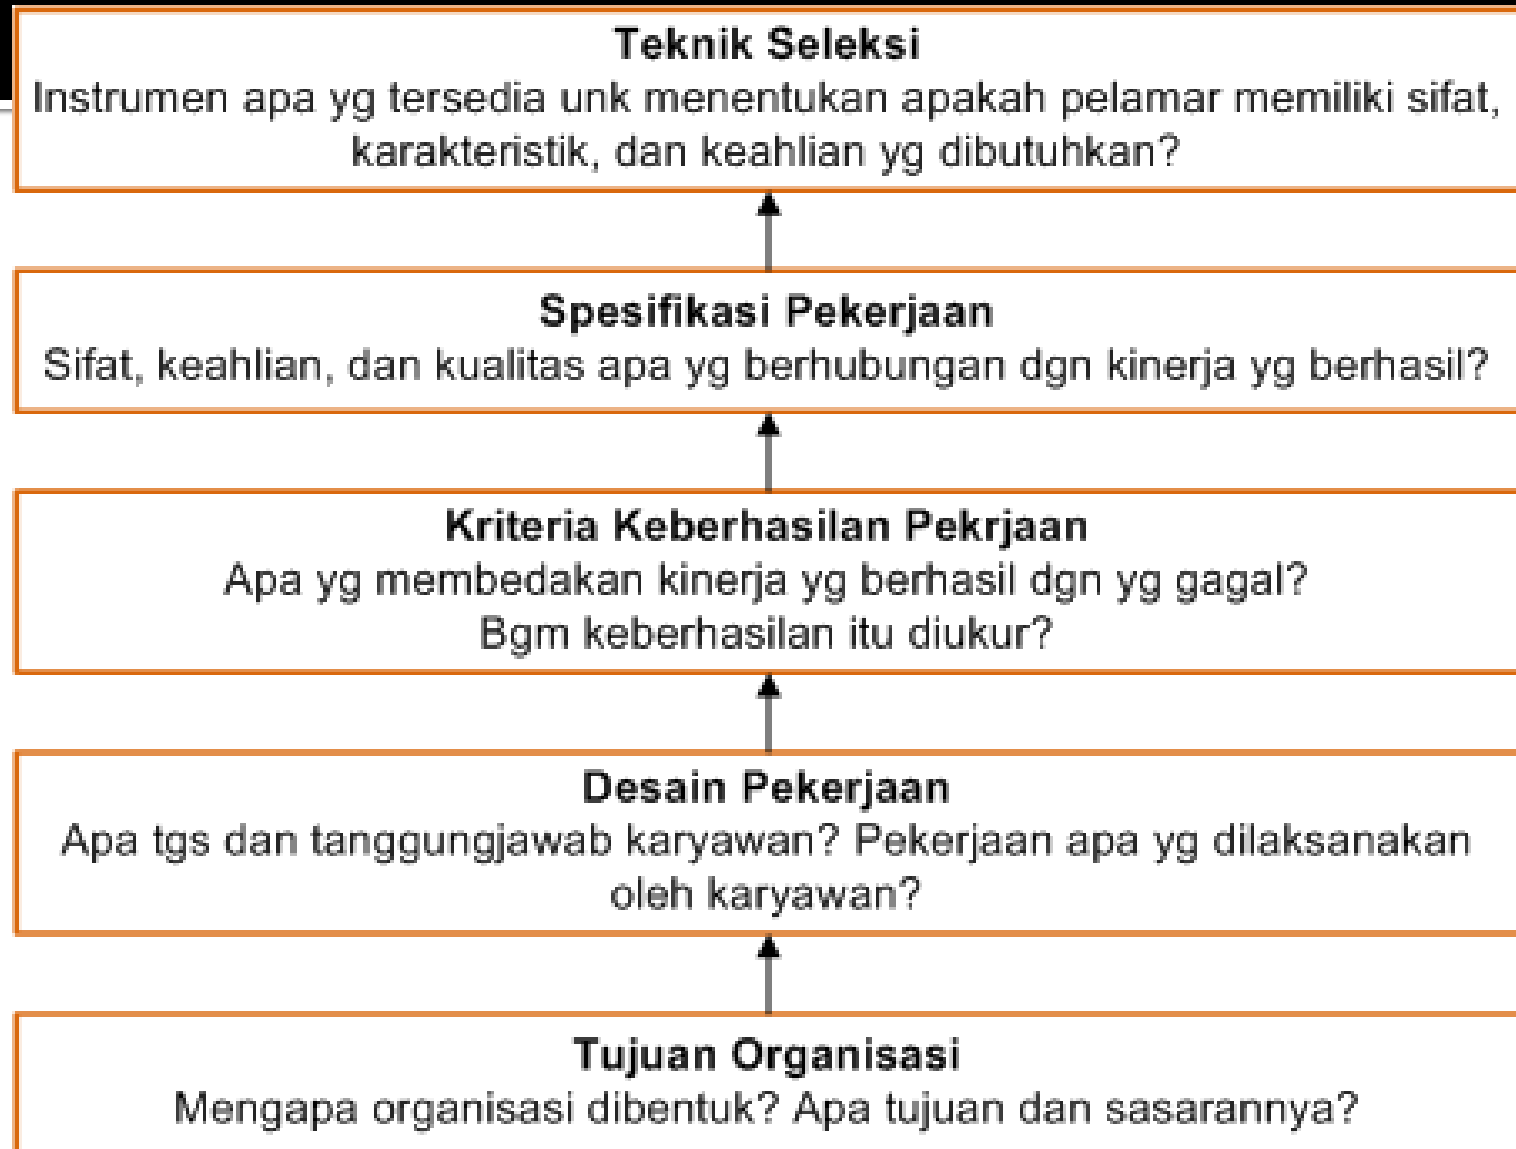 Teknik Seleksi
Instrumen apa yg tersedia unk menentukan apakah pelamar memiliki sifat,
karakteristik, dan keahlian yg dibutuhkan?
Spesifikasi Pekerjaan
Sifat, keahlian, dan kualitas apa yg berhubungan dgn kinerja yg berhasil?
Kriteria Keberhasilan Pekrjaan
Apa yg membedakan kinerja yg berhasil dgn yg gagal?
Bgm keberhasilan itu diukur?
Desain Pekerjaan
Apa tgs dan tanggungjawab karyawan? Pekerjaan apa yg dilaksanakan
oleh karyawan?
Tujuan Organisasi
Mengapa organisasi dibentuk? Apa tujuan dan sasarannya?